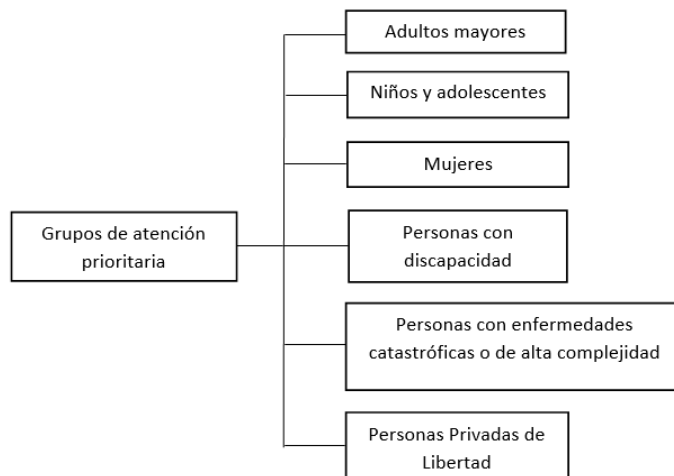 Adultos mayores
Niños y adolescentes
Mujeres
Grupos de atención
prioritaria
Personas con
discapacidad
Personas con enfermedades
catastróficas o de alta complejidad
Personas Privadas de
Libertad